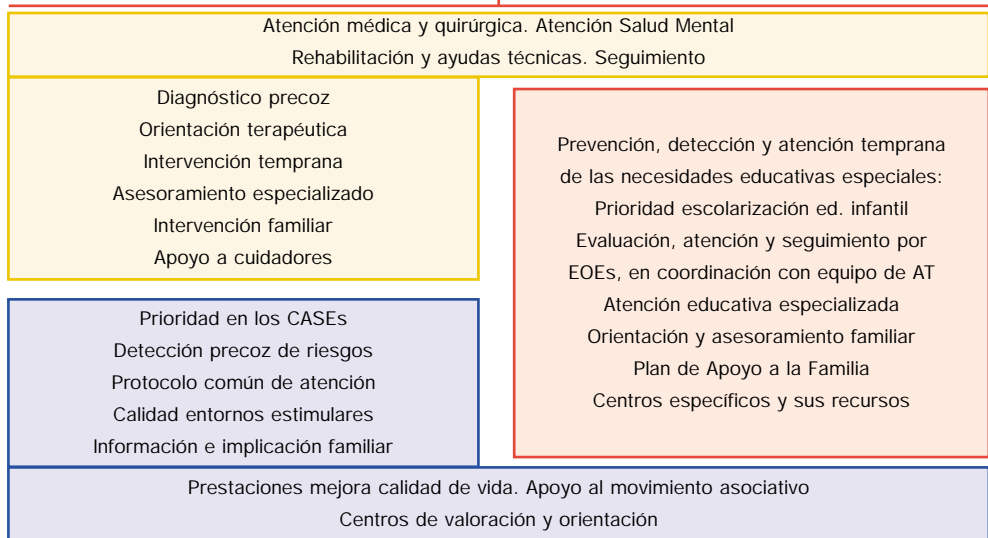 Atención médica y quirúrgica. Atención Salud Mental
Rehabilitación y ayudas técnicas. Seguimiento
Diagnóstico precoz
Orientación terapéutica
Intervención temprana
Asesoramiento especializado
Intervención familiar
Apoyo a cuidadores
Prevención, detección y atención temprana
de las necesidades educativas especiales:
Prioridad escolarización ed. infantil
Evaluación, atención y seguimiento por
EOEs, en coordinación con equipo de AT
Atención educativa especializada
Orientación y asesoramiento familiar
Plan de Apoyo a la Familia
Centros específicos y sus recursos
Prioridad en los CASEs
Detección precoz de riesgos
Protocolo común de atención
Calidad entornos estimulares
Información e implicación familiar
Prestaciones mejora calidad de vida. Apoyo al movimiento asociativo
Centros de valoración y orientación